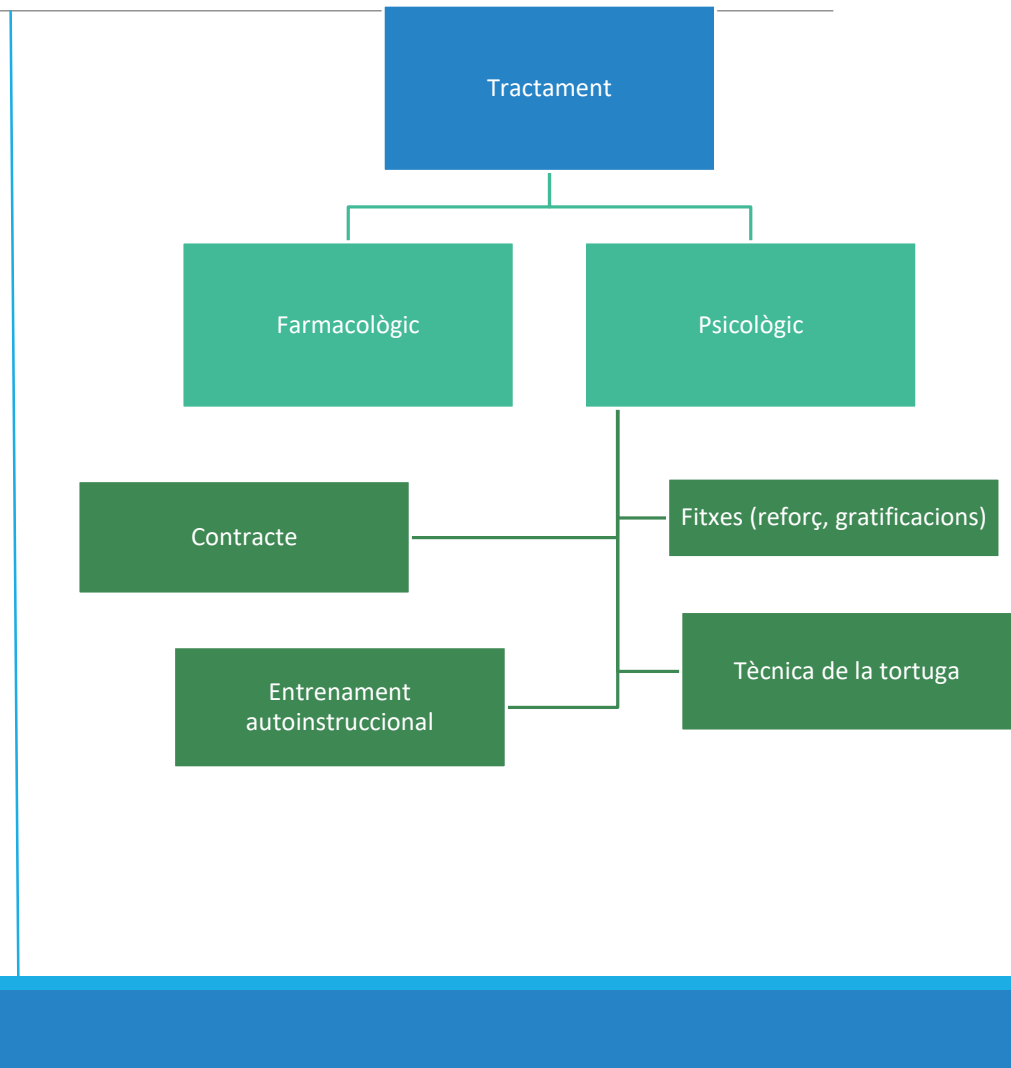 Tractament
Farmacològic
Psicològic
Contracte
Fitxes (reforç, gratificacions)
Entrenament
autoinstruccional
Tècnica de la tortuga